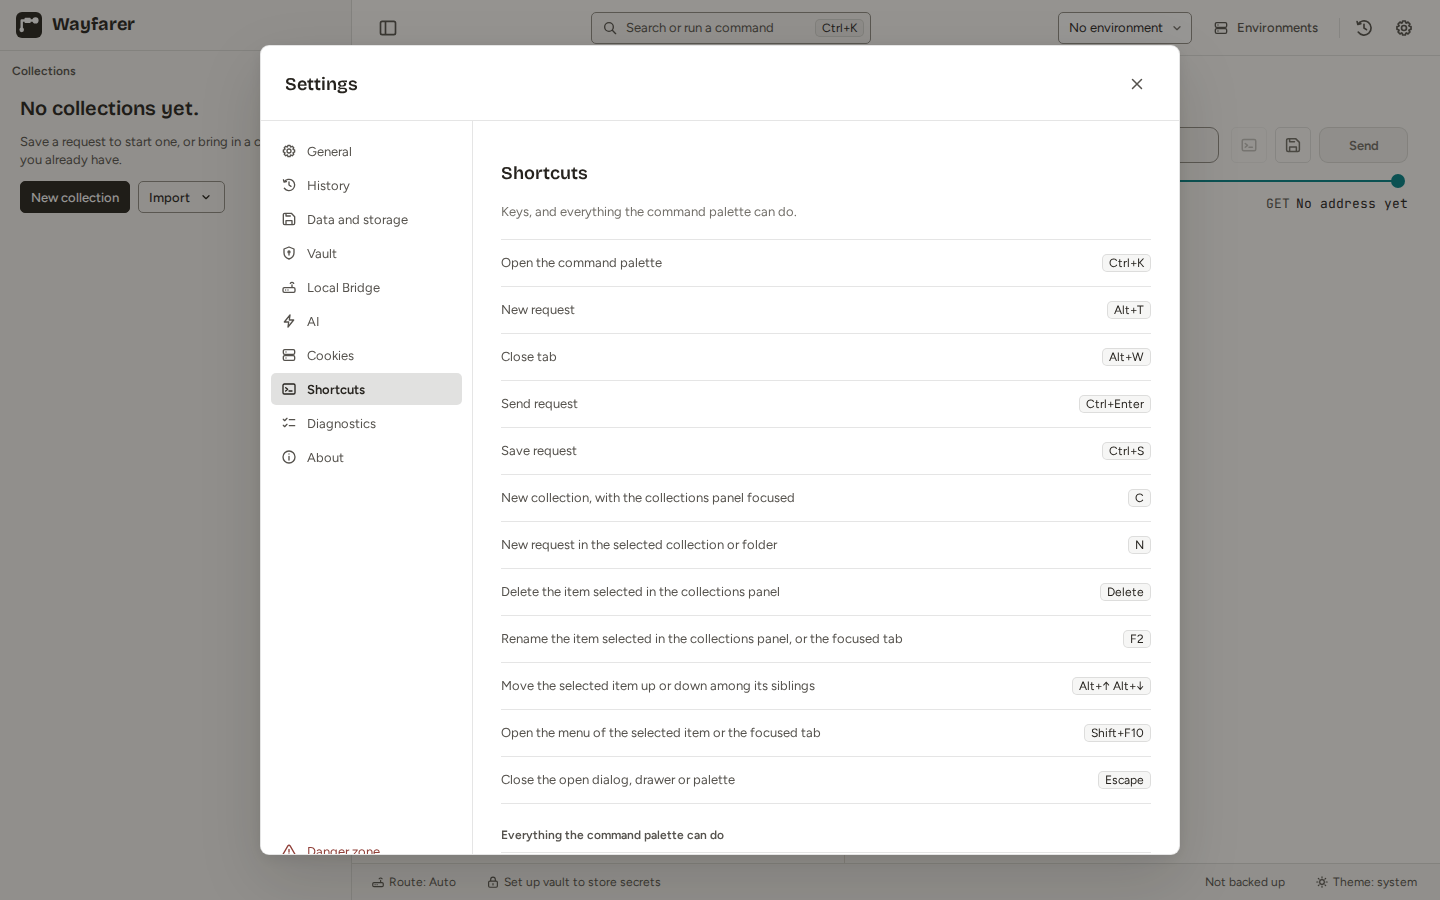 Wayfarer
Search or run a command
Ctrl+K
No environment
Environments
Collections
No collections yet.
Save a request to start one, or bring in a c
you already have.
New collection
Import
Send
GET No address yet
Settings
General
History
Data and storage
Vault
Local Bridge
AI
Cookies
Shortcuts
Diagnostics
About
Danger zone
Shortcuts
Keys, and everything the command palette can do.
Open the command palette
Ctrl+K
New request
Alt+T
Close tab
Alt+W
Send request
Ctrl+Enter
Save request
Ctrl+S
New collection, with the collections panel focused
C
New request in the selected collection or folder
N
Delete the item selected in the collections panel
Delete
Rename the item selected in the collections panel, or the focused tab
F2
Move the selected item up or down among its siblings
Alt+↑ Alt+↓
Open the menu of the selected item or the focused tab
Shift+F10
Close the open dialog, drawer or palette
Escape
Everything the command palette can do
Route: Auto
Set up vault to store secrets
Not backed up
Theme: system